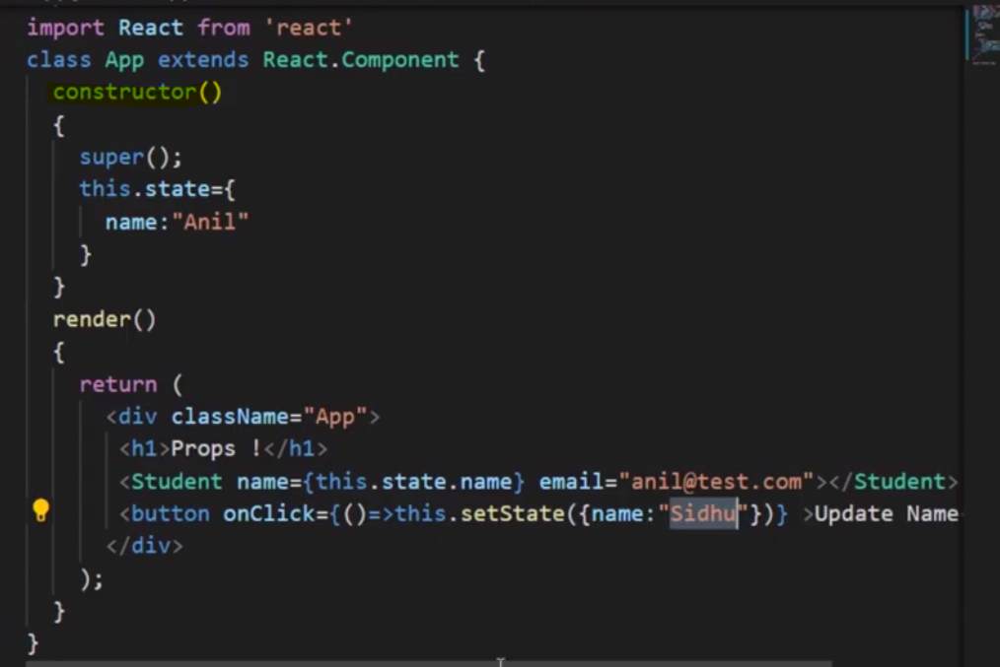 import React from 'react'
class App extends React.Component {
constructor()
{
super();
this.state={
name:"Anil"
}
}
render()
{
return (
<div className="App">
<h1>Props !</h1>
<Student name={this.state.name} email="anil@test.com"></Student>
<button onClick={()=>this.setState({name:"Sidhu"})} >Update Name
</div>
);
}
}